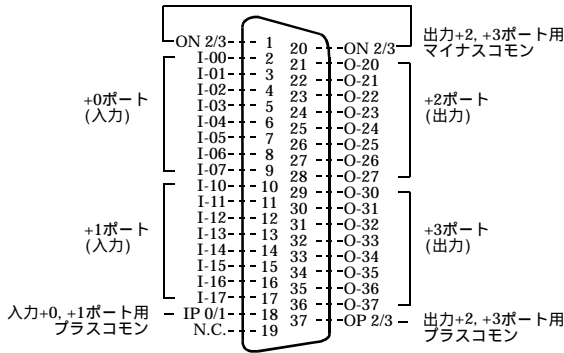 ON 2/3 1 20 ON 2/3
出力+2, +3ポート用
マイナスコモン
I-00 2 21 O-20
I-01 3 22 O-21
I-02 4 23 O-22
I-03 5 24 O-23
I-04 6 25 O-24
I-05 7 26 O-25
I-06 8 27 O-26
I-07 9 28 O-27
+0ポート
(入力)
+2ポート
(出力)
I-10 10 29 O-30
I-11 11 30 O-31
I-12 12 31 O-32
I-13 13 32 O-33
I-14 14 33 O-34
I-15 15 34 O-35
I-16 16 35 O-36
I-17 17 36 O-37
+1ポート
(入力)
+3ポート
(出力)
入力+0, +1ポート用
プラスコモン
IP 0/1 18 37 OP 2/3
N.C. 19
出力+2, +3ポート用
プラスコモン